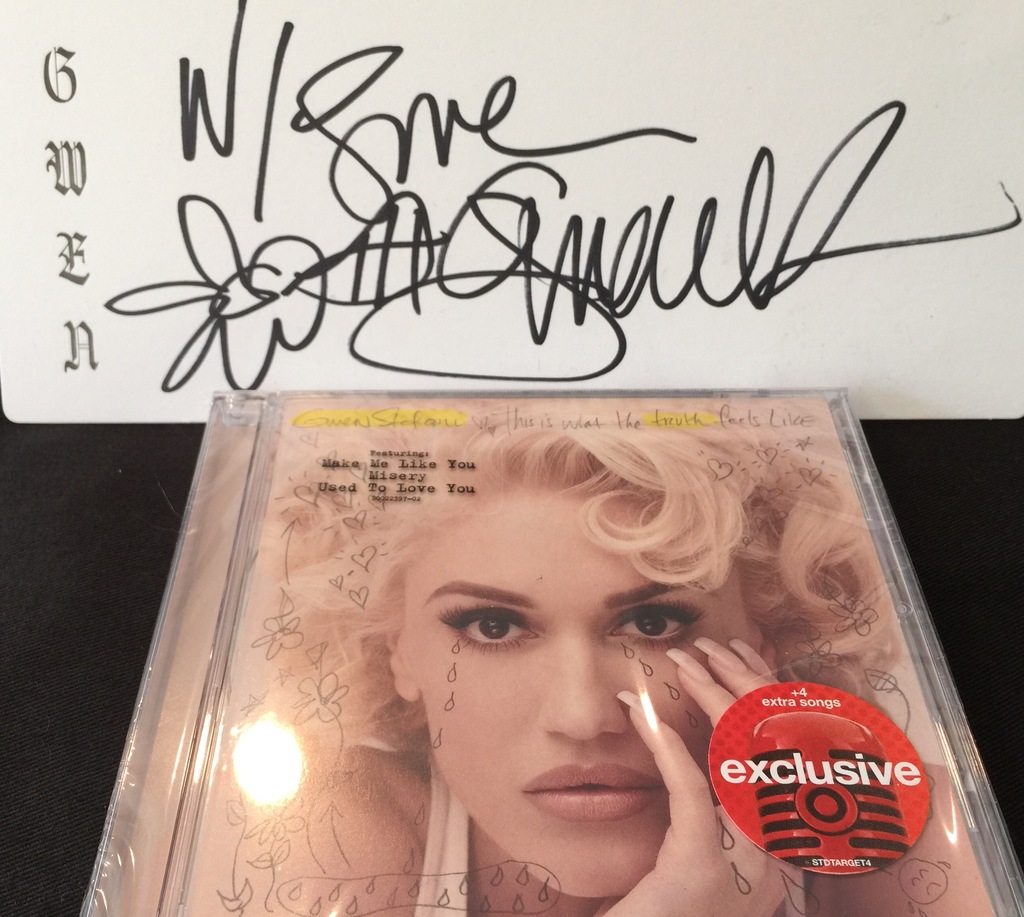 G
W
E
N
W/ Love
Gwen Stefani This is what the truth feels Like
Featuring:
Make Me Like You
Misery
Used To Love You
+4
extra songs
exclusive
STDTARGET4